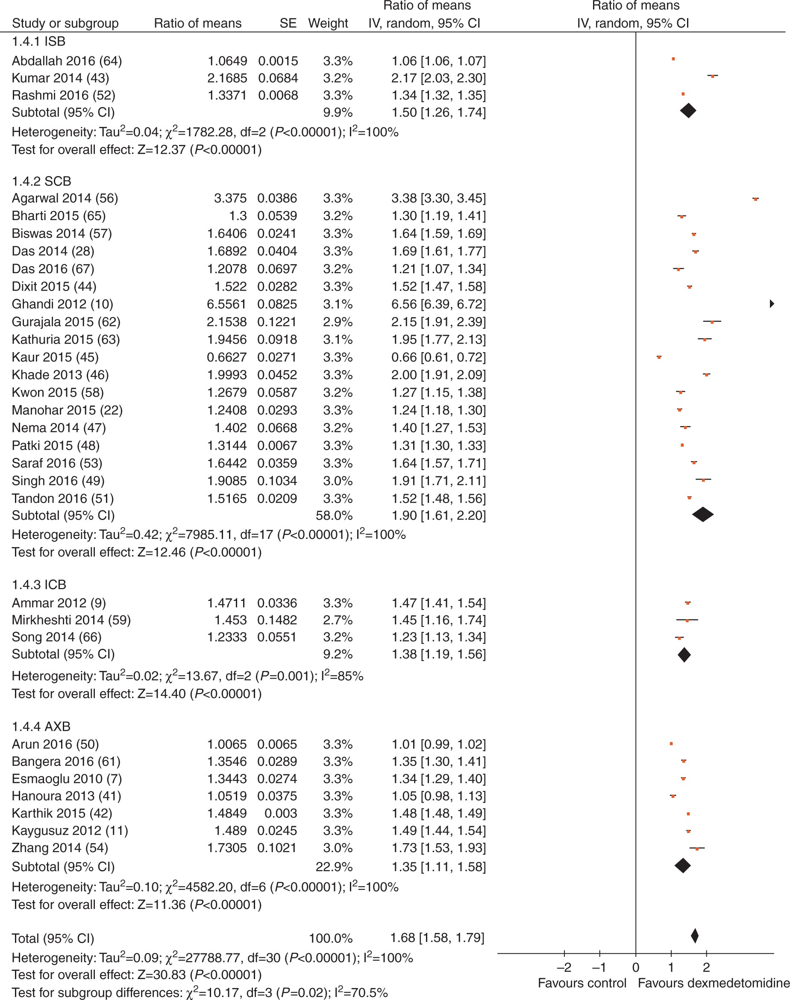 Ratio of means Ratio of means
Study or subgroup Ratio of means SE Weight IV, random, 95% CI IV, random, 95% CI
1.4.1 ISB
Abdallah 2016 (64) 1.0649 0.0015 3.3% 1.06 [1.06, 1.07]
Kumar 2014 (43) 2.1685 0.0684 3.2% 2.17 [2.03, 2.30]
Rashmi 2016 (52) 1.3371 0.0068 3.3% 1.34 [1.32, 1.35]
Subtotal (95% CI) 9.9% 1.50 [1.26, 1.74]
Heterogeneity: Tau²=0.04; χ²=1782.28, df=2 (P<0.00001); I²=100%
Test for overall effect: Z=12.37 (P<0.00001)
1.4.2 SCB
Agarwal 2014 (56) 3.375 0.0386 3.3% 3.38 [3.30, 3.45]
Bharti 2015 (65) 1.3 0.0539 3.2% 1.30 [1.19, 1.41]
Biswas 2014 (57) 1.6406 0.0241 3.3% 1.64 [1.59, 1.69]
Das 2014 (28) 1.6892 0.0404 3.3% 1.69 [1.61, 1.77]
Das 2016 (67) 1.2078 0.0697 3.2% 1.21 [1.07, 1.34]
Dixit 2015 (44) 1.522 0.0282 3.3% 1.52 [1.47, 1.58]
Ghandi 2012 (10) 6.5561 0.0825 3.1% 6.56 [6.39, 6.72]
Gurajala 2015 (62) 2.1538 0.1221 2.9% 2.15 [1.91, 2.39]
Kathuria 2015 (63) 1.9456 0.0918 3.1% 1.95 [1.77, 2.13]
Kaur 2015 (45) 0.6627 0.0271 3.3% 0.66 [0.61, 0.72]
Khade 2013 (46) 1.9993 0.0452 3.3% 2.00 [1.91, 2.09]
Kwon 2015 (58) 1.2679 0.0587 3.2% 1.27 [1.15, 1.38]
Manohar 2015 (22) 1.2408 0.0293 3.3% 1.24 [1.18, 1.30]
Nema 2014 (47) 1.402 0.0668 3.2% 1.40 [1.27, 1.53]
Patki 2015 (48) 1.3144 0.0067 3.3% 1.31 [1.30, 1.33]
Saraf 2016 (53) 1.6442 0.0359 3.3% 1.64 [1.57, 1.71]
Singh 2016 (49) 1.9085 0.1034 3.0% 1.91 [1.71, 2.11]
Tandon 2016 (51) 1.5165 0.0209 3.3% 1.52 [1.48, 1.56]
Subtotal (95% CI) 58.0% 1.90 [1.61, 2.20]
Heterogeneity: Tau²=0.42; χ²=7985.11, df=17 (P<0.00001); I²=100%
Test for overall effect: Z=12.46 (P<0.00001)
1.4.3 ICB
Ammar 2012 (9) 1.4711 0.0336 3.3% 1.47 [1.41, 1.54]
Mirkheshti 2014 (59) 1.453 0.1482 2.7% 1.45 [1.16, 1.74]
Song 2014 (66) 1.2333 0.0551 3.2% 1.23 [1.13, 1.34]
Subtotal (95% CI) 9.2% 1.38 [1.19, 1.56]
Heterogeneity: Tau²=0.02; χ²=13.67, df=2 (P=0.001); I²=85%
Test for overall effect: Z=14.40 (P<0.00001)
1.4.4 AXB
Arun 2016 (50) 1.0065 0.0065 3.3% 1.01 [0.99, 1.02]
Bangera 2016 (61) 1.3546 0.0289 3.3% 1.35 [1.30, 1.41]
Esmaoglu 2010 (7) 1.3443 0.0274 3.3% 1.34 [1.29, 1.40]
Hanoura 2013 (41) 1.0519 0.0375 3.3% 1.05 [0.98, 1.13]
Karthik 2015 (42) 1.4849 0.003 3.3% 1.48 [1.48, 1.49]
Kaygusuz 2012 (11) 1.489 0.0245 3.3% 1.49 [1.44, 1.54]
Zhang 2014 (54) 1.7305 0.1021 3.0% 1.73 [1.53, 1.93]
Subtotal (95% CI) 22.9% 1.35 [1.11, 1.58]
Heterogeneity: Tau²=0.10; χ²=4582.20, df=6 (P<0.00001); I²=100%
Test for overall effect: Z=11.36 (P<0.00001)
Total (95% CI) 100.0% 1.68 [1.58, 1.79]
Heterogeneity: Tau²=0.09; χ²=27788.77, df=30 (P<0.00001); I²=100%
Test for overall effect: Z=30.83 (P<0.00001)
Test for subgroup differences: χ²=10.17, df=3 (P=0.02); I²=70.5%
−2 −1 0 1 2
Favours control Favours dexmedetomidine